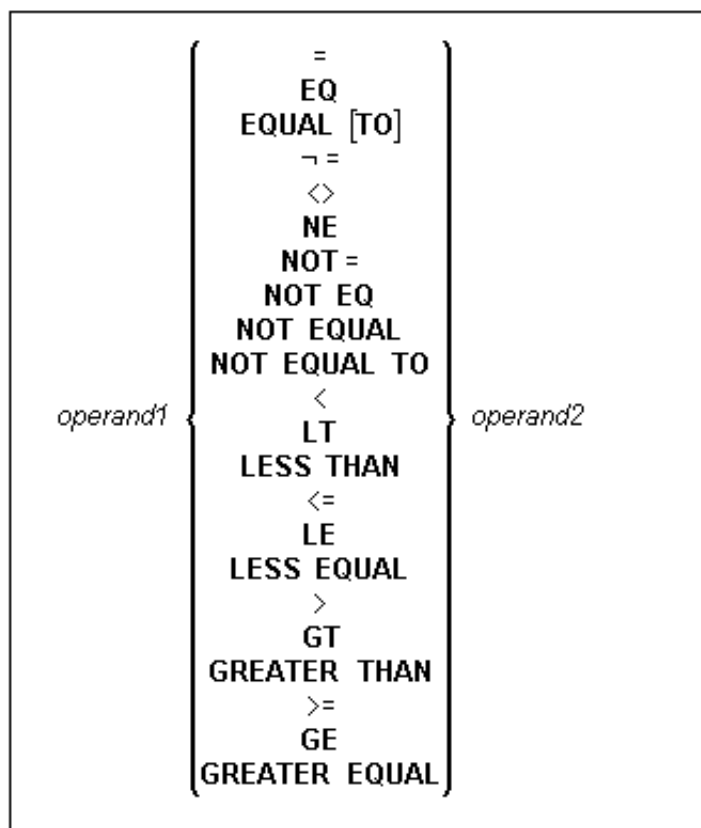 =
EQ
EQUAL [TO]
¬ =
<>
NE
NOT =
NOT EQ
NOT EQUAL
NOT EQUAL TO
operand1 < operand2
LT
LESS THAN
<=
LE
LESS EQUAL
>
GT
GREATER THAN
>=
GE
GREATER EQUAL